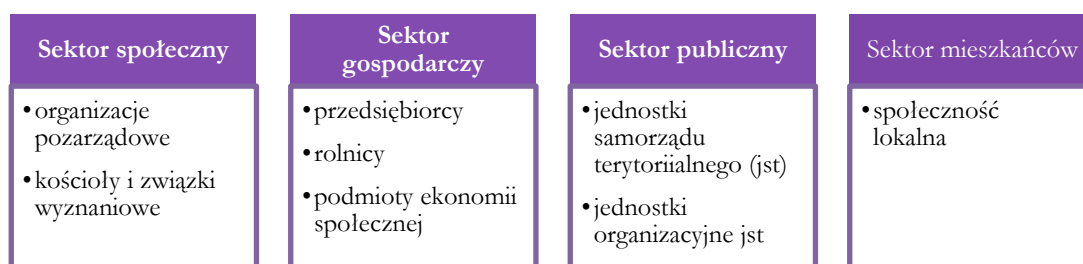 Sektor społeczny
• organizacje
pozarządowe
• kościoły i związki
wyznaniowe
Sektor
gospodarczy
• przedsiębiorcy
• rolnicy
• podmioty ekonomii
społecznej
Sektor publiczny
• jednostki
samorządu
terytoriialnego (jst)
• jednostki
organizacyjne jst
Sektor mieszkańców
• społeczność
lokalna